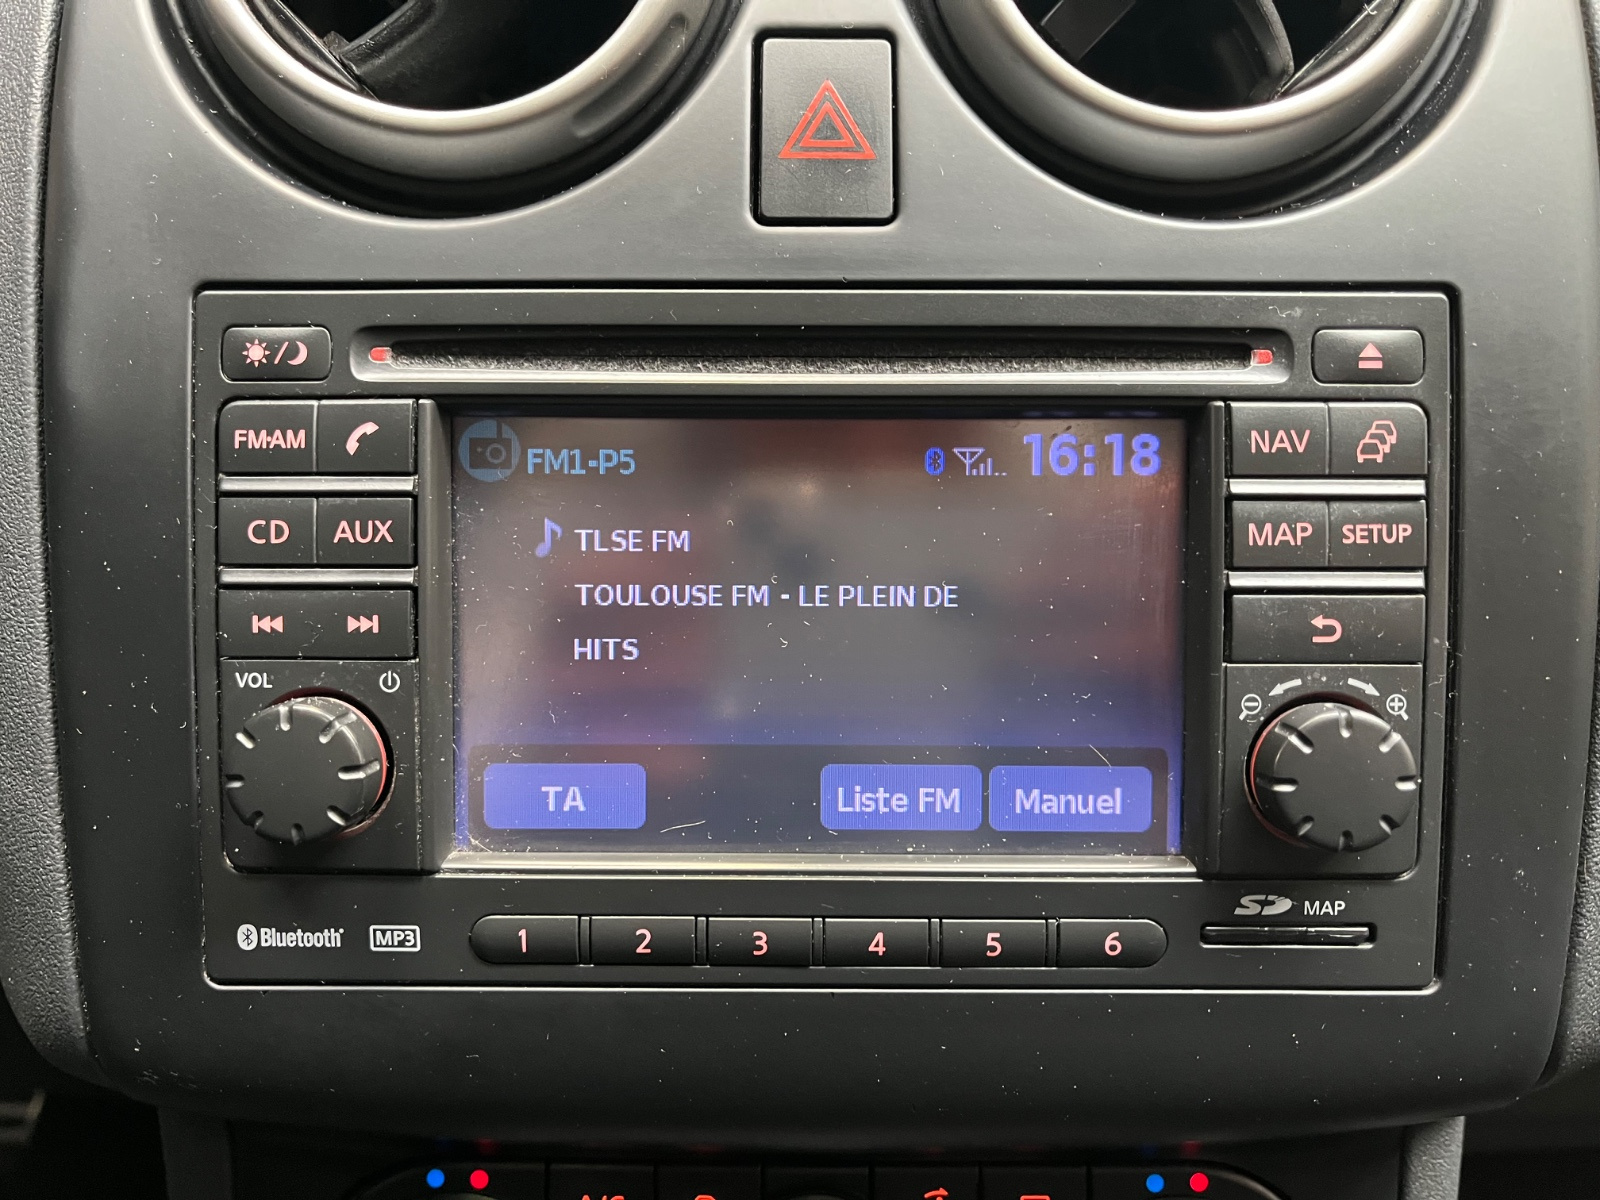 FM·AM
CD
AUX
VOL
FM1-P5
16:18
TLSE FM
TOULOUSE FM - LE PLEIN DE
HITS
TA
Liste FM
Manuel
NAV
MAP
SETUP
Bluetooth
MP3
1 2 3 4 5 6
SD MAP